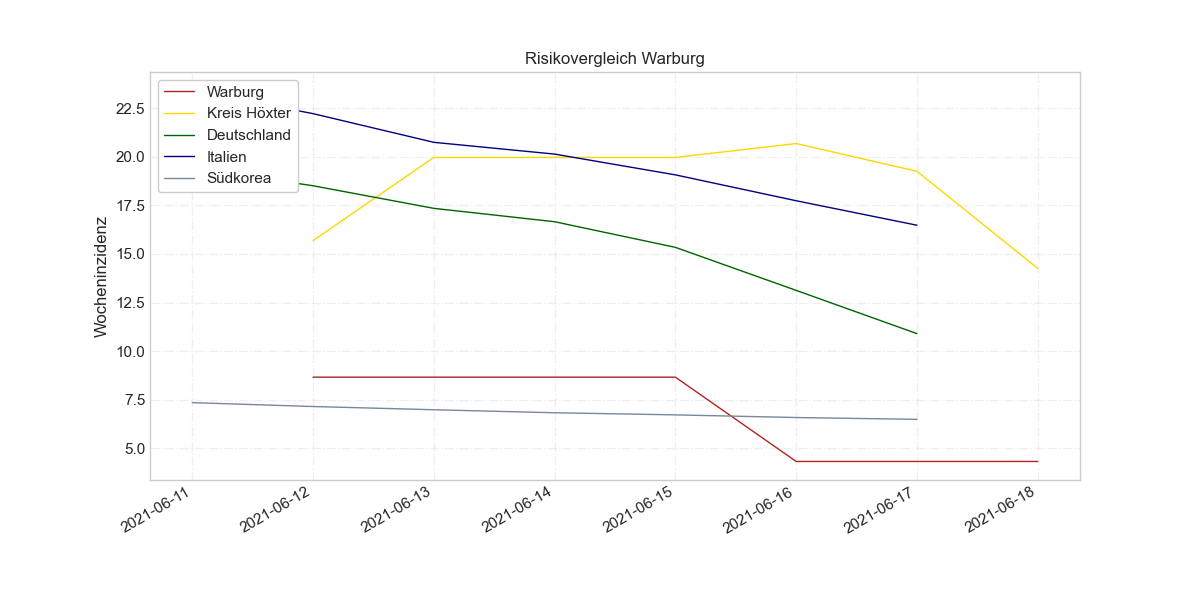 Risikovergleich Warburg
Warburg
Kreis Höxter
Deutschland
Italien
Südkorea
Wocheninzidenz
22.5
20.0
17.5
15.0
12.5
10.0
7.5
5.0
2021-06-11
2021-06-12
2021-06-13
2021-06-14
2021-06-15
2021-06-16
2021-06-17
2021-06-18